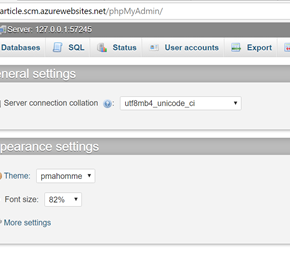 article.scm.azurewebsites.net/phpMyAdmin/
Server: 127.0.0.1:57245
Databases SQL Status User accounts Export
neral settings
Server connection collation : utf8mb4_unicode_ci
pearance settings
Theme: pmahomme
Font size: 82%
More settings